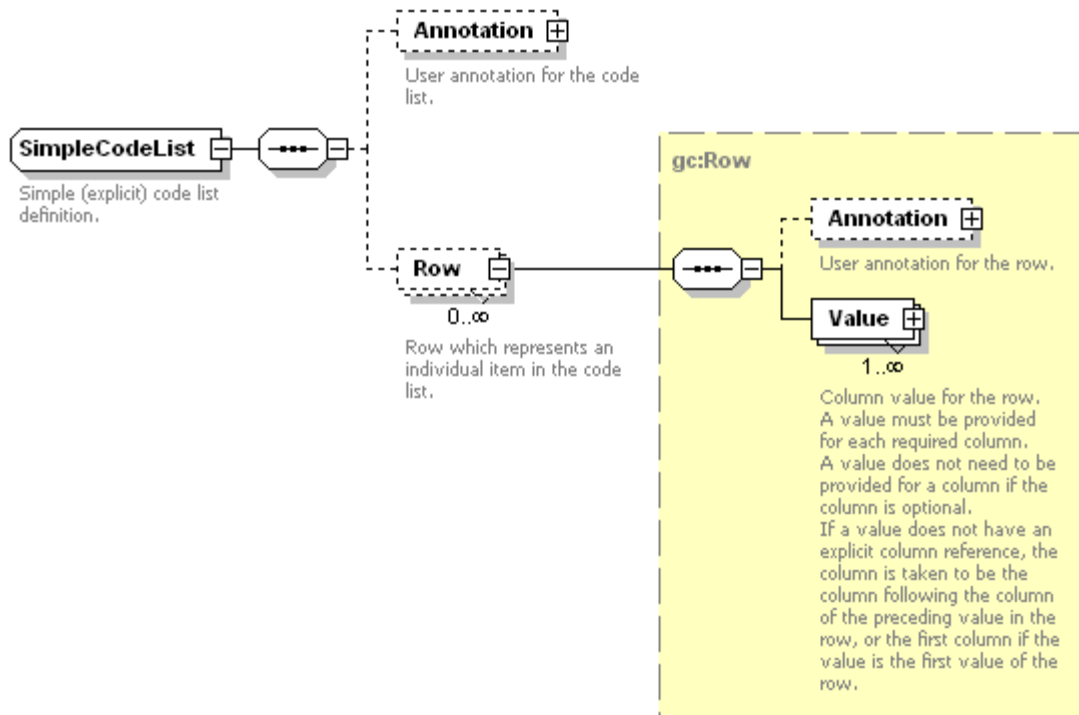 Annotation
User annotation for the code
list.
SimpleCodeList
Simple (explicit) code list
definition.
Row
0..∞
Row which represents an
individual item in the code
list.
gc:Row
Annotation
User annotation for the row.
Value
1..∞
Column value for the row.
A value must be provided
for each required column.
A value does not need to be
provided for a column if the
column is optional.
If a value does not have an
explicit column reference, the
column is taken to be the
column following the column
of the preceding value in the
row, or the first column if the
value is the first value of the
row.